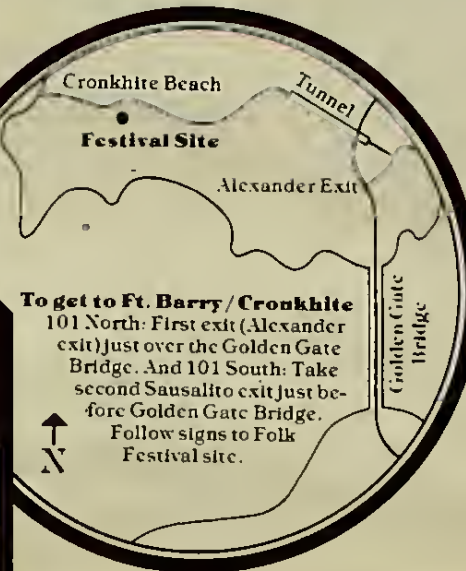 Cronkhite Beach
Tunnel
Festival Site
Alexander Exit
Golden Gate
Bridge
To get to Ft. Barry/Cronkhite
101 North: First exit (Alexander
exit) just over the Golden Gate
Bridge. And 101 South: Take
second Sausalito exit just be-
fore Golden Gate Bridge.
Follow signs to Folk
Festival site.
N